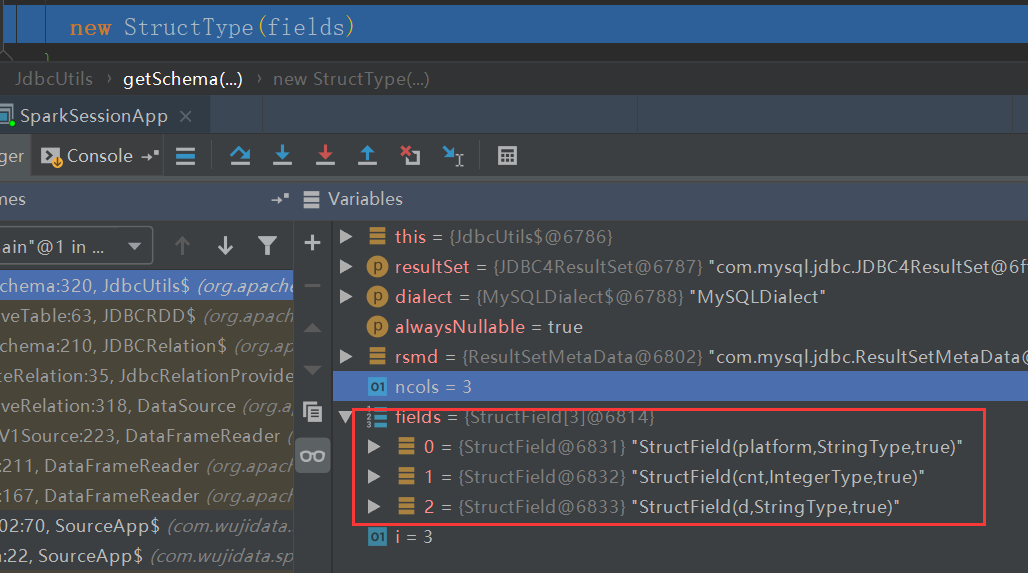 new StructType(fields)
JdbcUtils › getSchema(...) › new StructType(...)
SparkSessionApp
ger Console
mes
Variables
ain"@1 in ...
this = {JdbcUtils$@6786}
resultSet = {JDBC4ResultSet@6787} "com.mysql.jdbc.JDBC4ResultSet@6f
chema:320, JdbcUtils$ (org.apache
dialect = {MySQLDialect$@6788} "MySQLDialect"
veTable:63, JDBCRDD$ (org.apach
alwaysNullable = true
chema:210, JDBCRelation$ (org.ap
rsmd = {ResultSetMetaData@6802} "com.mysql.jdbc.ResultSetMetaData@
teRelation:35, JdbcRelationProvide
ncols = 3
veRelation:318, DataSource (org.ap
fields = {StructField[3]@6814}
V1Source:223, DataFrameReader
0 = {StructField@6831} "StructField(platform,StringType,true)"
:211, DataFrameReader (org.apach
1 = {StructField@6832} "StructField(cnt,IntegerType,true)"
:167, DataFrameReader (org.apach
2 = {StructField@6833} "StructField(d,StringType,true)"
02:70, SourceApp$ (com.wujidata.s
i = 3
n:22, SourceApp$ (com.wujidata.sp